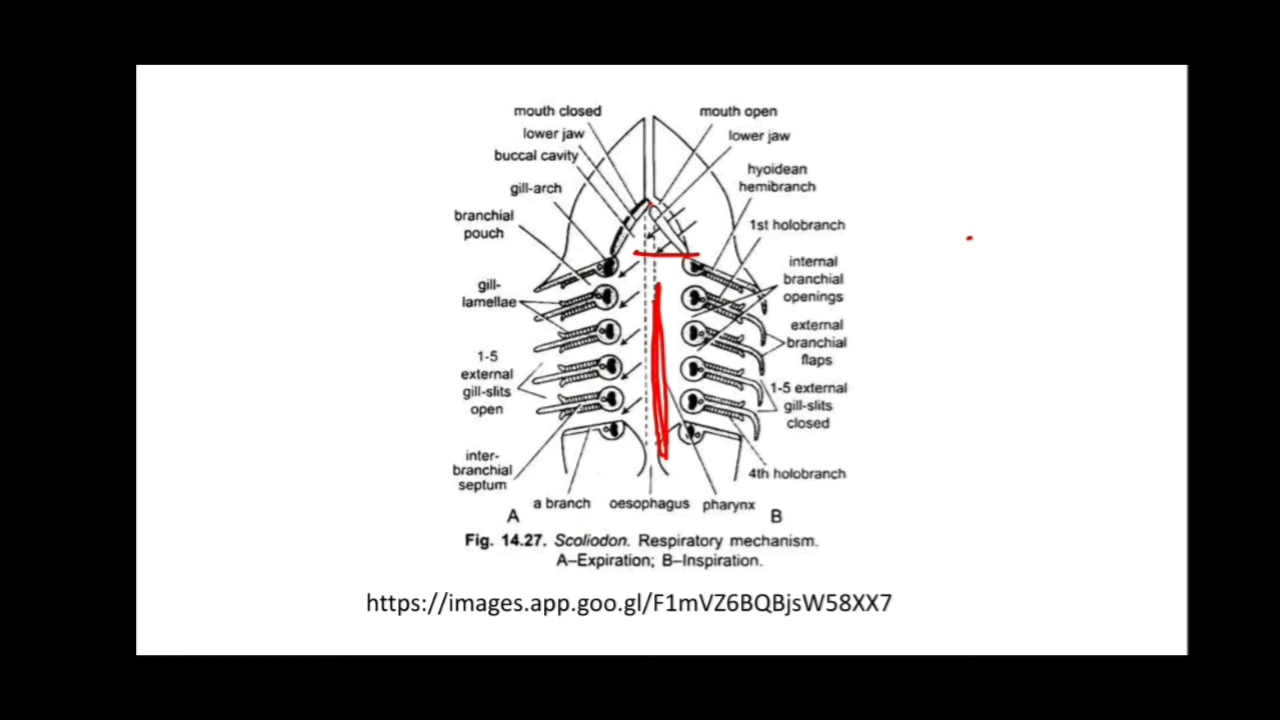 mouth closed
lower jaw
buccal cavity
gill-arch
branchial
pouch
gill-
lamellae
1-5
external
gill-slits
open
inter-
branchial
septum
a branch
oesophagus
pharynx
mouth open
lower jaw
hyoidean
hemibranch
1st holobranch
internal
branchial
openings
external
branchial
flaps
1-5 external
gill-slits
closed
4th holobranch
A
B
Fig. 14.27. Scoliodon. Respiratory mechanism.
A–Expiration; B–Inspiration.
https://images.app.goo.gl/F1mVZ6BQBjsW58XX7